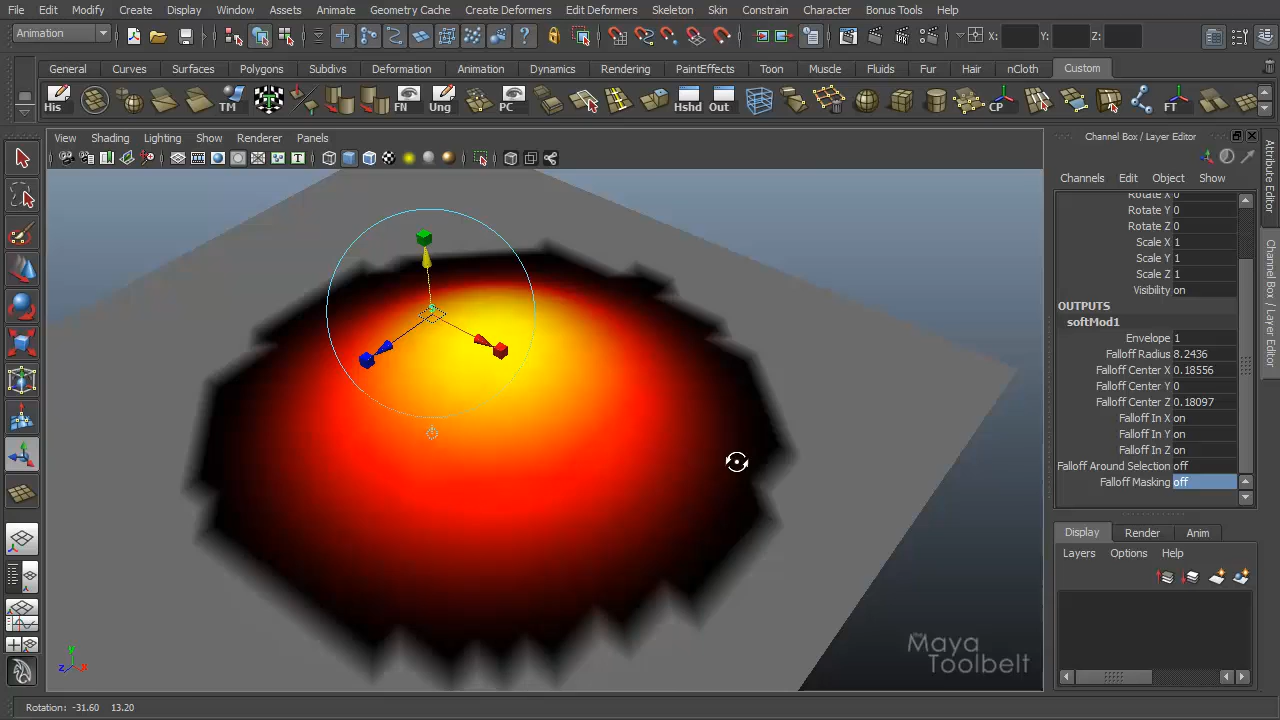 File Edit Modify Create Display Window Assets Animate Geometry Cache Create Deformers Edit Deformers Skeleton Skin Constrain Character Bonus Tools Help
Animation X: Y: Z:
General Curves Surfaces Polygons Subdivs Deformation Animation Dynamics Rendering PaintEffects Toon Muscle Fluids Fur Hair nCloth Custom
His TM FN Ung PC Hshd Out CP FT
View Shading Lighting Show Renderer Panels
Channel Box / Layer Editor
Channels Edit Object Show
Rotate X 0
Rotate Y 0
Rotate Z 0
Scale X 1
Scale Y 1
Scale Z 1
Visibility on
OUTPUTS
softMod1
Envelope 1
Falloff Radius 8.2436
Falloff Center X 0.18556
Falloff Center Y 0
Falloff Center Z 0.18097
Falloff In X on
Falloff In Y on
Falloff In Z on
Falloff Around Selection off
Falloff Masking off
Attribute Editor
Channel Box / Layer Editor
Display Render Anim
Layers Options Help
the Maya
Toolbelt
y
z x
Rotation: -31.60 13.20